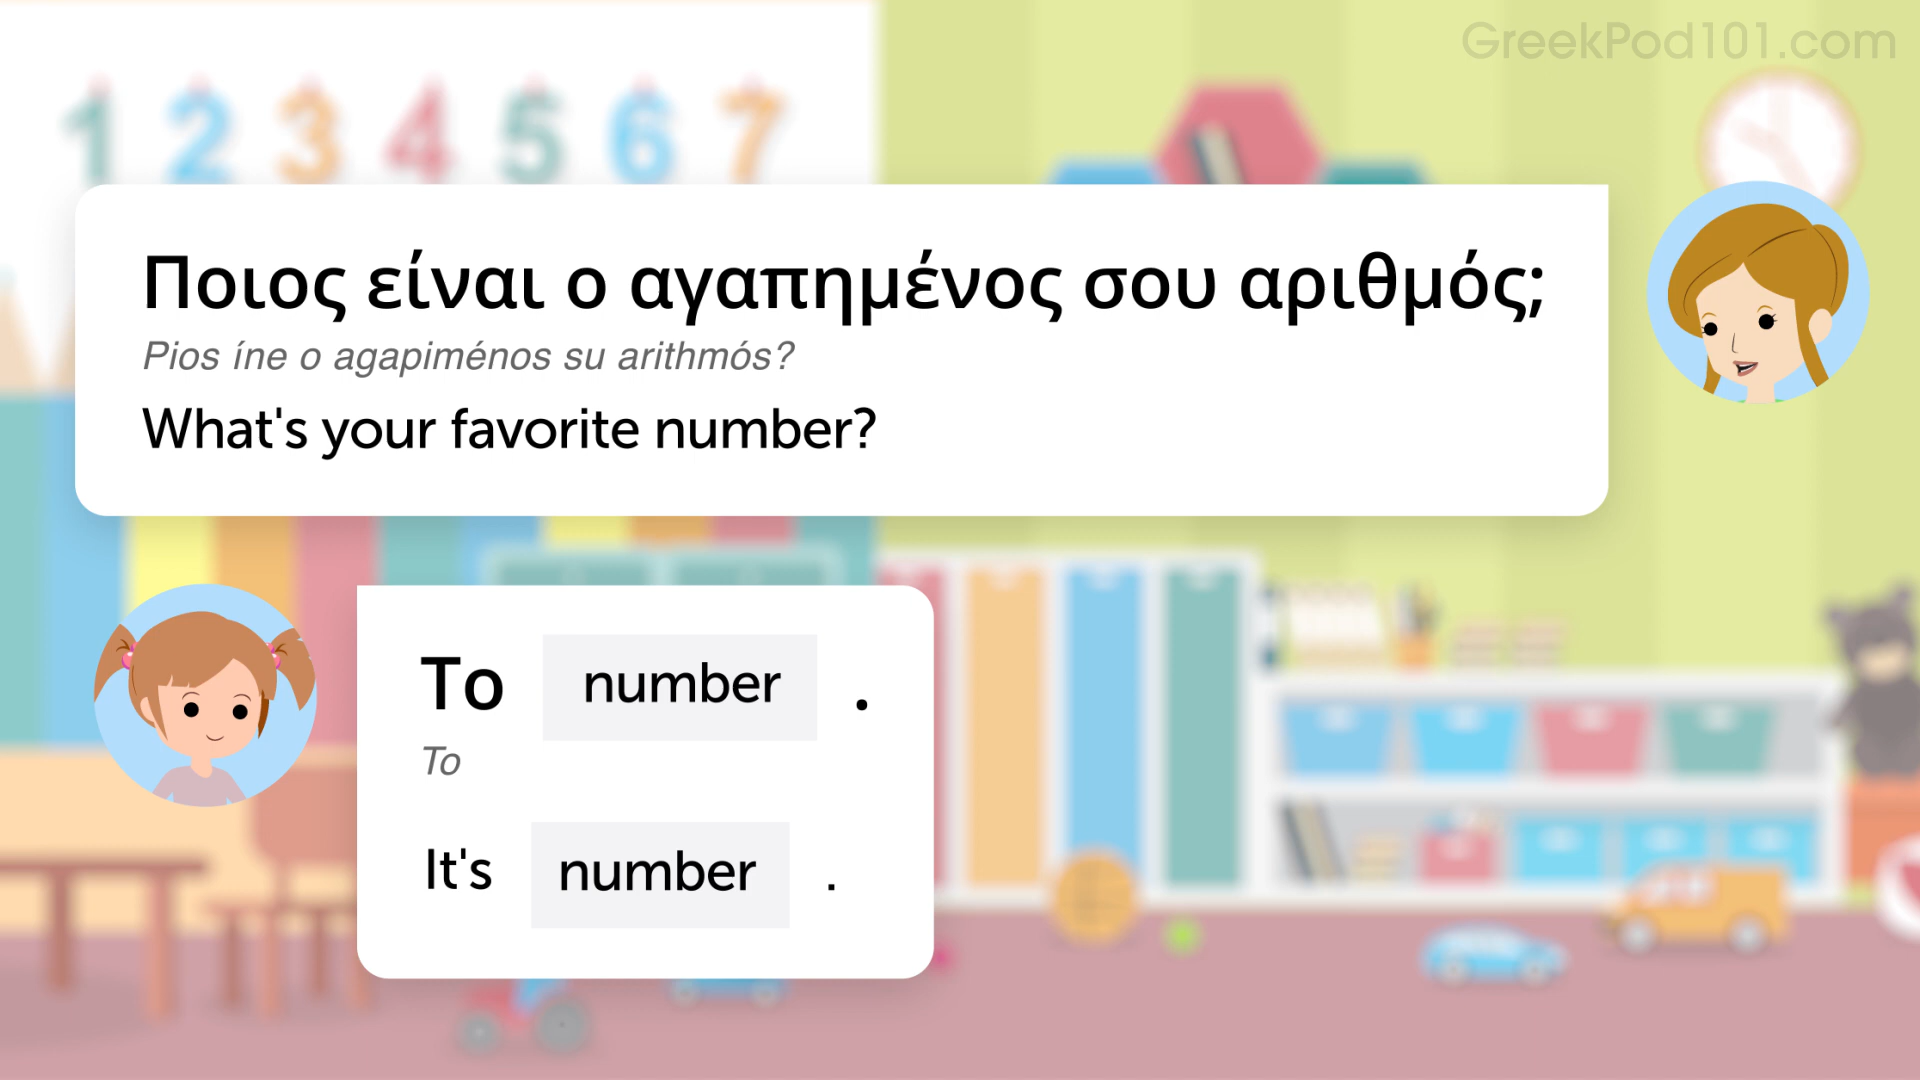 GreekPod101.com
1 2 3 4 5 6 7
Ποιος είναι ο αγαπημένος σου αριθμός;
Pios íne o agapiménos su arithmós?
What's your favorite number?
Το number .
To
It's number .